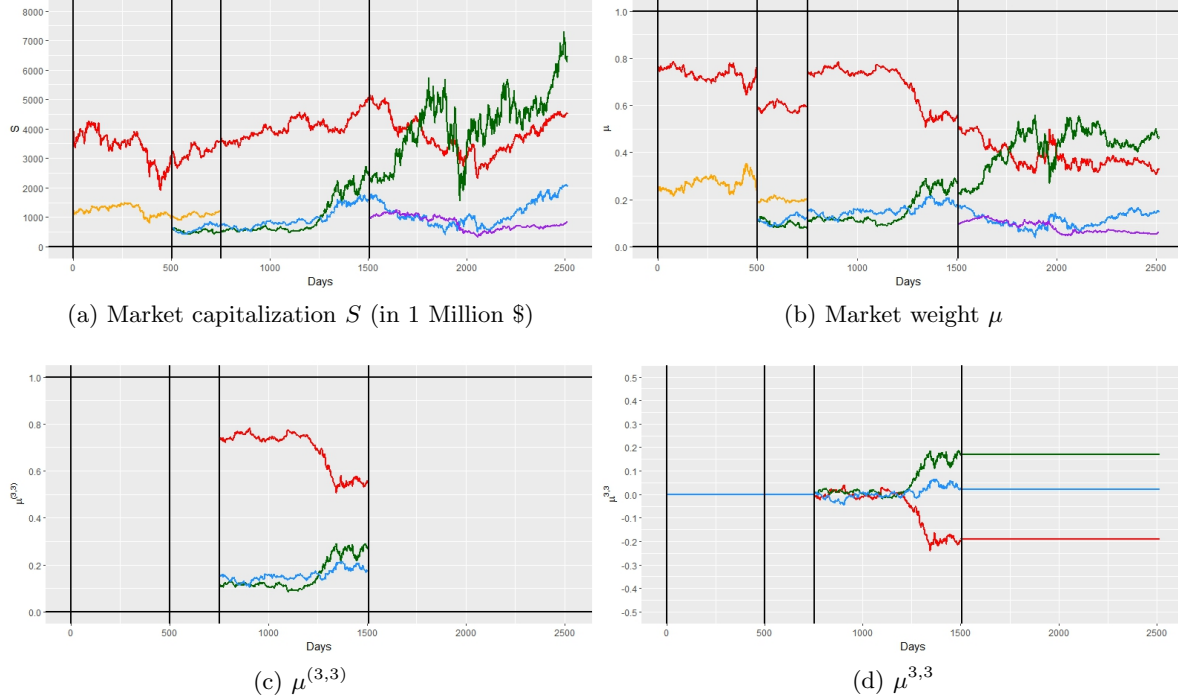 8000
7000
6000
5000
4000
3000
2000
1000
0
S
0 500 1000 1500 2000 2500
Days
(a) Market capitalization S (in 1 Million $)
1.0
0.8
0.6
0.4
0.2
0.0
μ
0 500 1000 1500 2000 2500
Days
(b) Market weight μ
1.0
0.8
0.6
0.4
0.2
0.0
μ(3,3)
0 500 1000 1500 2000 2500
Days
(c) μ(3,3)
0.5
0.4
0.3
0.2
0.1
0.0
-0.1
-0.2
-0.3
-0.4
-0.5
μ3,3
0 500 1000 1500 2000 2500
Days
(d) μ3,3